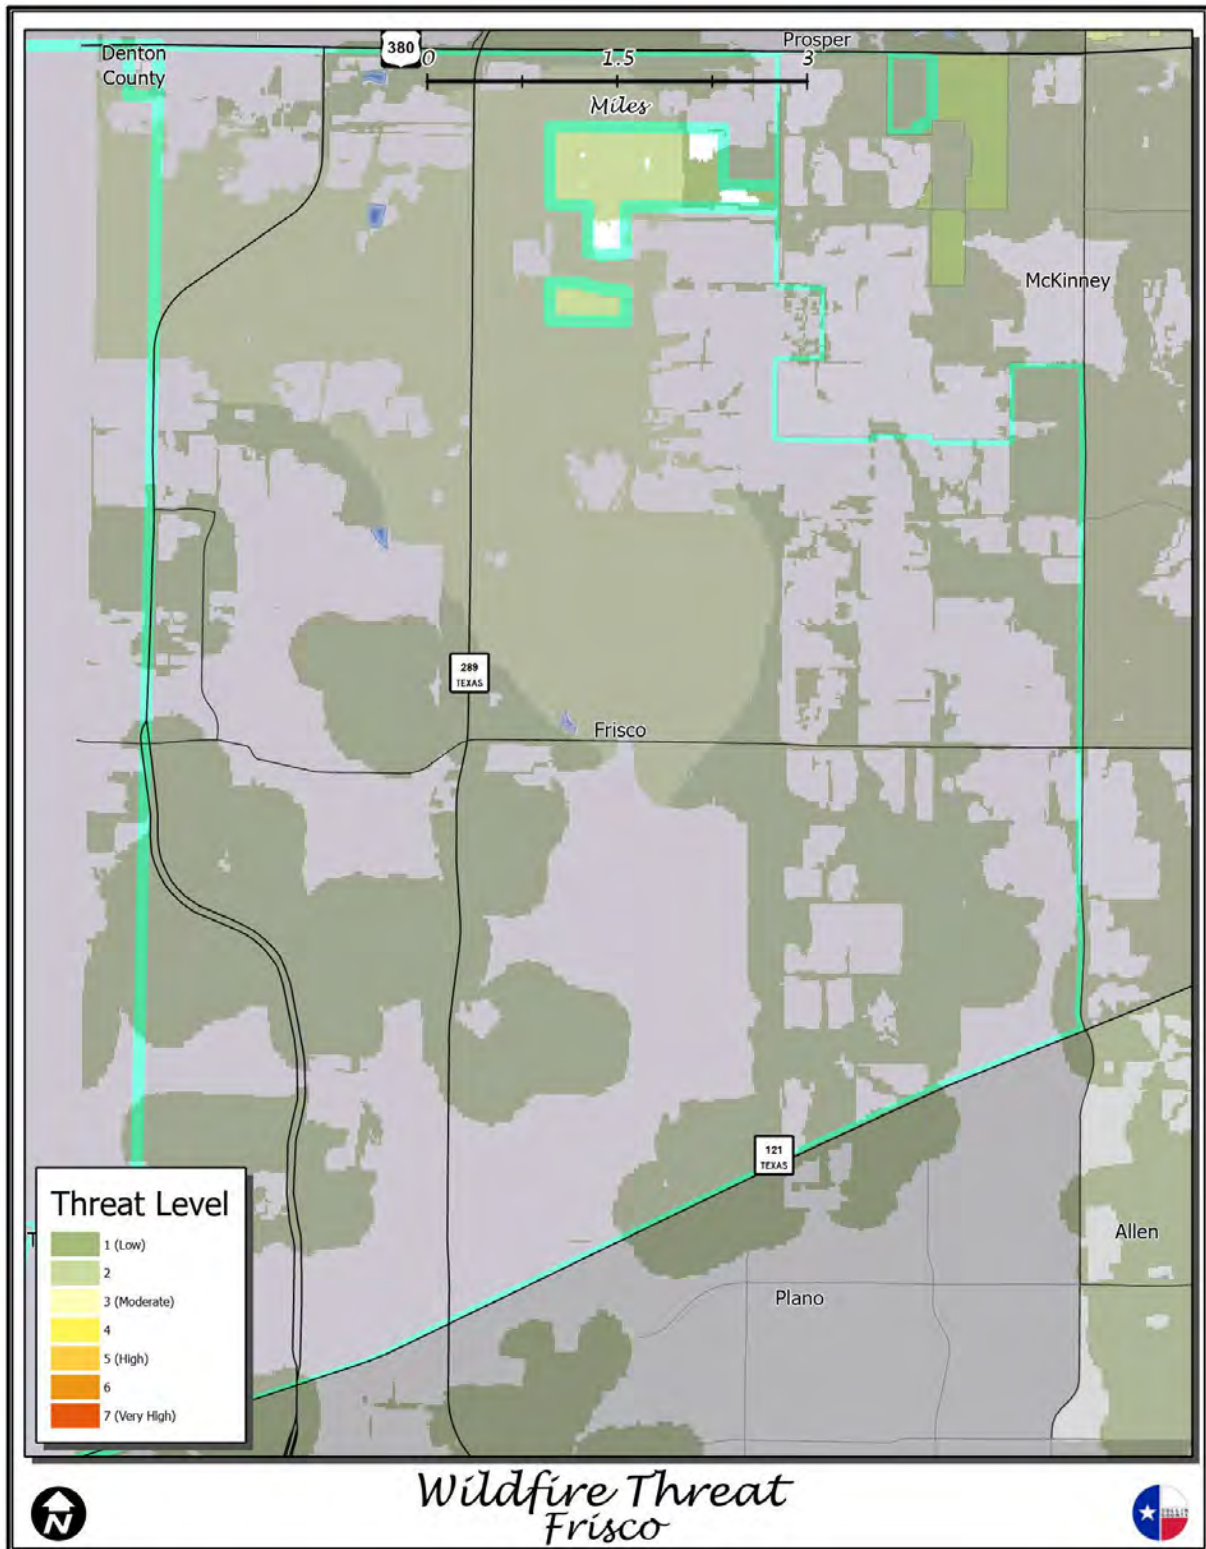 Denton
County
380
Prosper
0 1.5 3
Miles
McKinney
289
TEXAS
Frisco
121
TEXAS
Allen
Plano
T
Threat Level
1 (Low)
2
3 (Moderate)
4
5 (High)
6
7 (Very High)
N
Wildfire Threat
Frisco